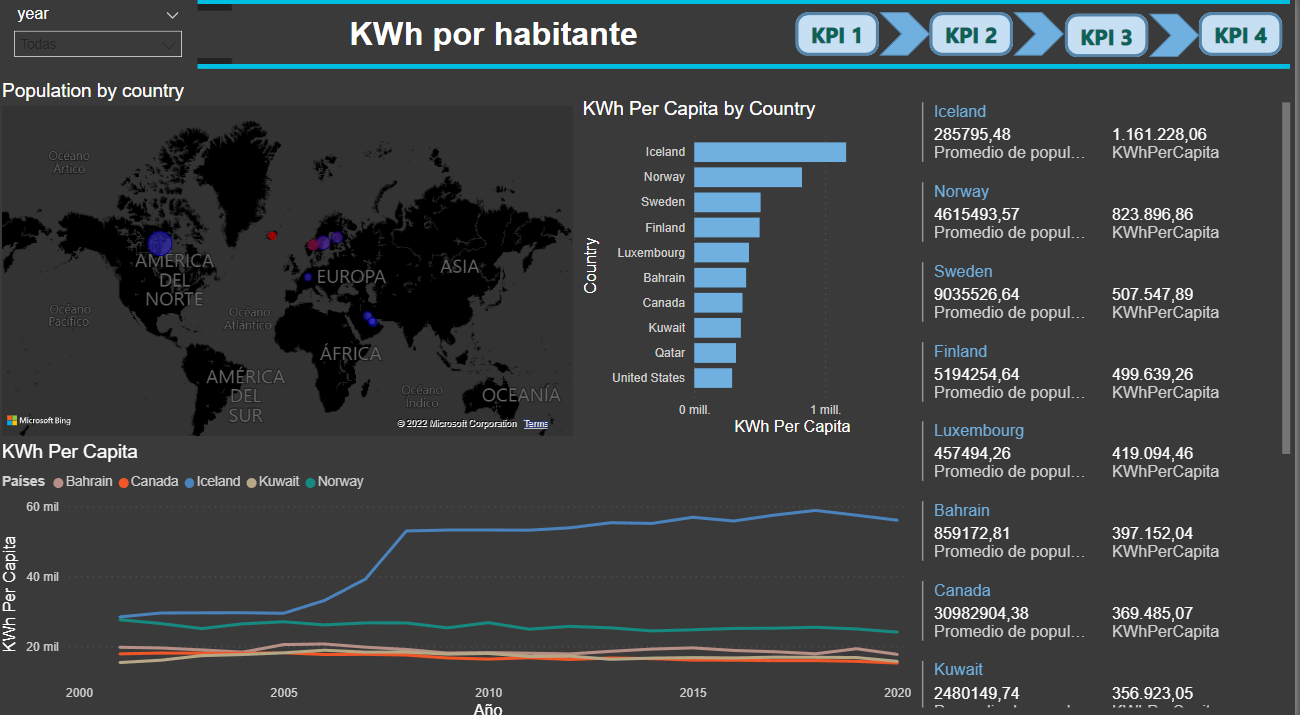 year
Todas
KWh por habitante
KPI 1
KPI 2
KPI 3
KPI 4
Population by country
Océano
Ártico
AMÉRICA
DEL
NORTE
EUROPA
ASIA
Océano
Pacífico
Océano
Atlántico
ÁFRICA
AMÉRICA
DEL
SUR
Océano
Índico
OCEANÍA
Microsoft Bing
© 2022 Microsoft Corporation Terms
KWh Per Capita by Country
Country
Iceland
Norway
Sweden
Finland
Luxembourg
Bahrain
Canada
Kuwait
Qatar
United States
0 mill. 1 mill.
KWh Per Capita
KWh Per Capita
Países Bahrain Canada Iceland Kuwait Norway
KWh Per Capita
60 mil
40 mil
20 mil
2000 2005 2010 2015 2020
Año
Iceland
285795,48 1.161.228,06
Promedio de popul... KWhPerCapita
Norway
4615493,57 823.896,86
Promedio de popul... KWhPerCapita
Sweden
9035526,64 507.547,89
Promedio de popul... KWhPerCapita
Finland
5194254,64 499.639,26
Promedio de popul... KWhPerCapita
Luxembourg
457494,26 419.094,46
Promedio de popul... KWhPerCapita
Bahrain
859172,81 397.152,04
Promedio de popul... KWhPerCapita
Canada
30982904,38 369.485,07
Promedio de popul... KWhPerCapita
Kuwait
2480149,74 356.923,05
Promedio de popul... KWhPerCapita